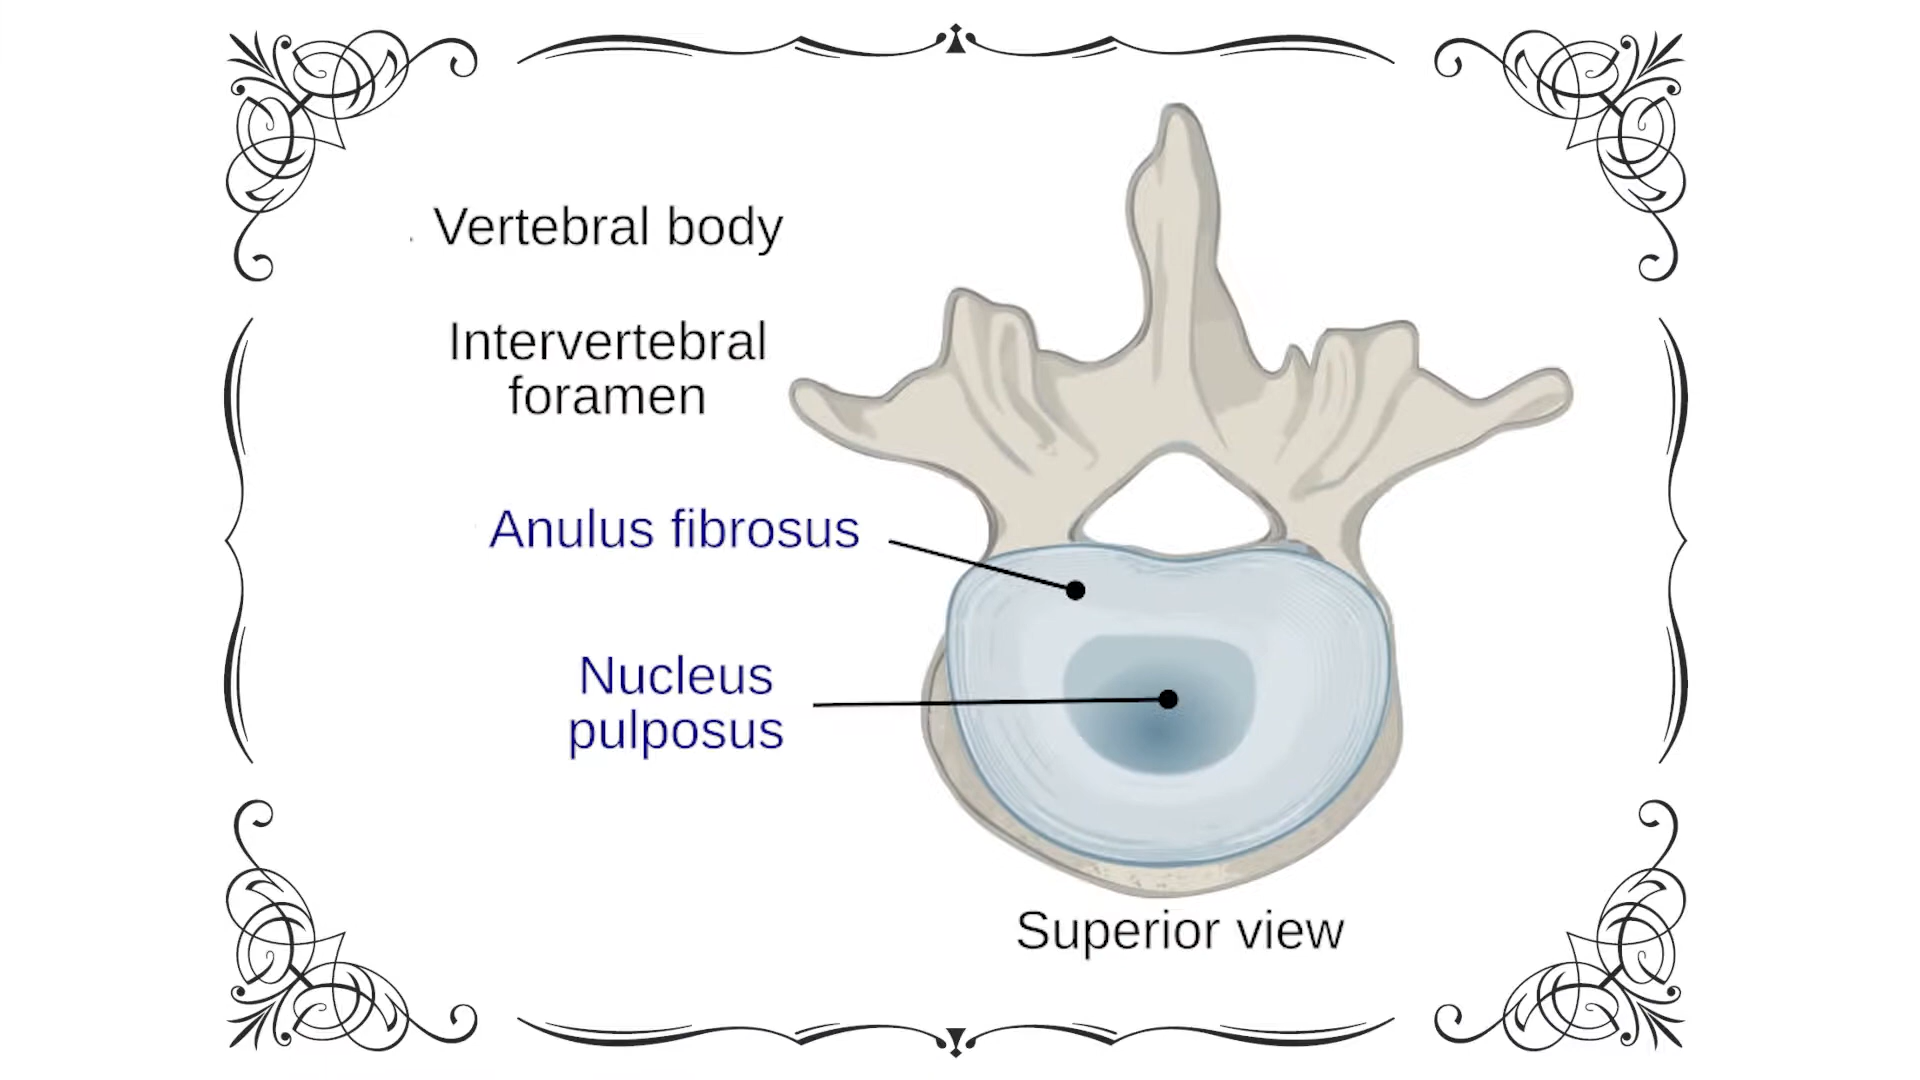 Vertebral body
Intervertebral
foramen
Anulus fibrosus
Nucleus
pulposus
Superior view